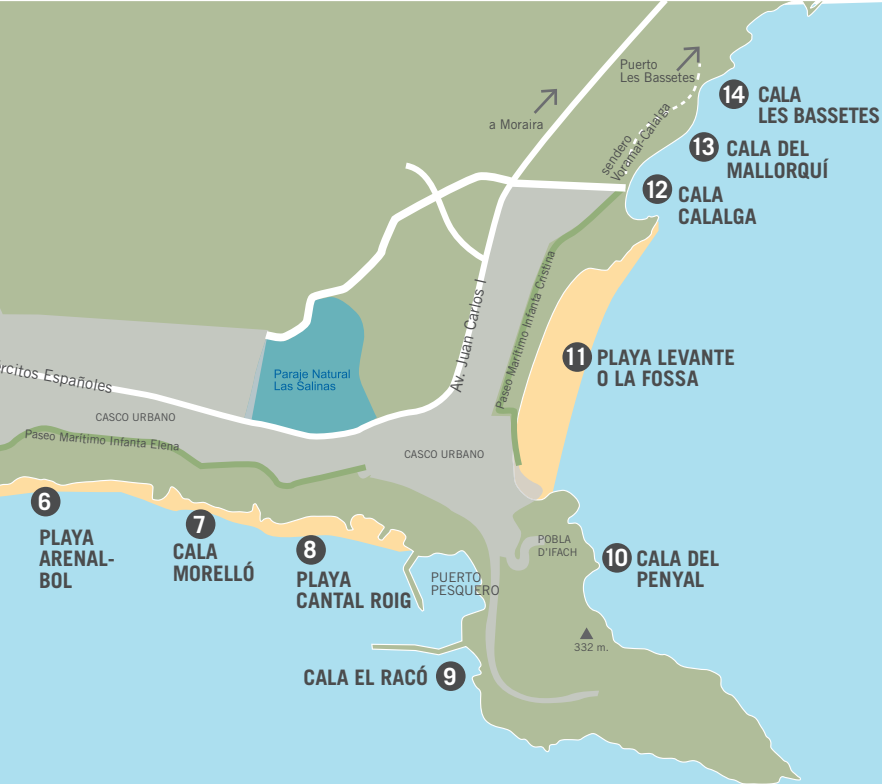 Puerto
Les Bassetes
a Moraira
sendero
Voramar-Calalga
14 CALA
LES BASSETES
13 CALA DEL
MALLORQUÍ
12 CALA
CALALGA
Paseo Marítimo Infanta Cristina
Av. Juan Carlos I
11 PLAYA LEVANTE
O LA FOSSA
Paraje Natural
Las Salinas
Españoles
CASCO URBANO
Paseo Marítimo Infanta Elena
CASCO URBANO
6
PLAYA
ARENAL-
BOL
7
CALA
MORELLÓ
8
PLAYA
CANTAL ROIG
PUERTO
PESQUERO
POBLA
D'IFACH
10 CALA DEL
PENYAL
332 m.
CALA EL RACÓ 9